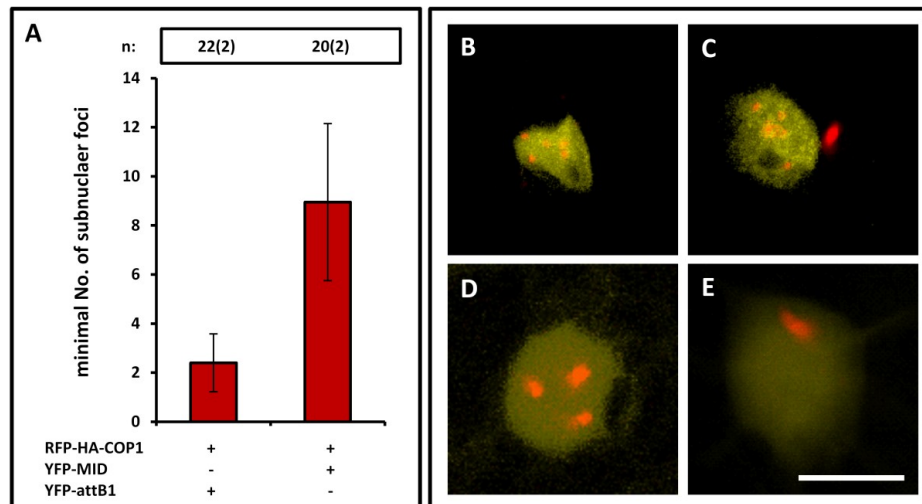 A
n: 22(2) 20(2)
minimal No. of subnuclaer foci
14
12
10
8
6
4
2
0
RFP-HA-COP1 + +
YFP-MID - +
YFP-attB1 + -
B
C
D
E